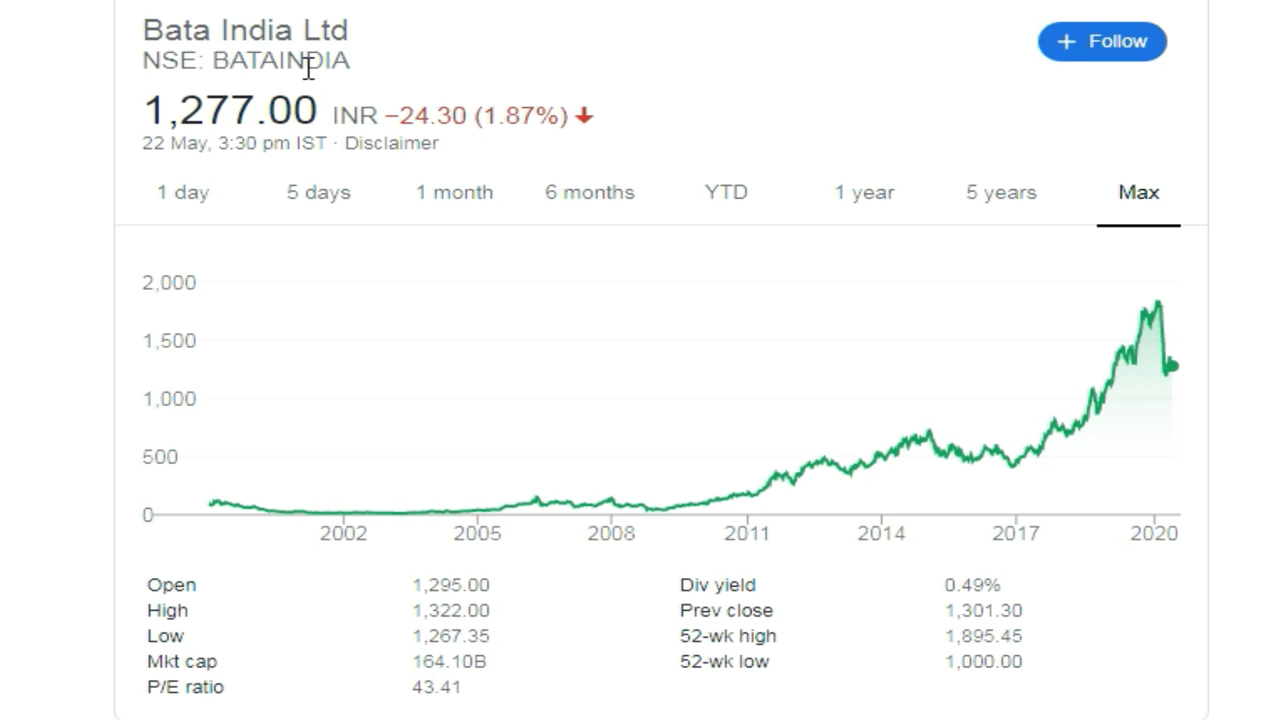 Bata India Ltd
NSE: BATAINDIA
+ Follow
1,277.00 INR −24.30 (1.87%)
22 May, 3:30 pm IST · Disclaimer
1 day 5 days 1 month 6 months YTD 1 year 5 years Max
2,000
1,500
1,000
500
0
2002 2005 2008 2011 2014 2017 2020
Open 1,295.00 Div yield 0.49%
High 1,322.00 Prev close 1,301.30
Low 1,267.35 52-wk high 1,895.45
Mkt cap 164.10B 52-wk low 1,000.00
P/E ratio 43.41